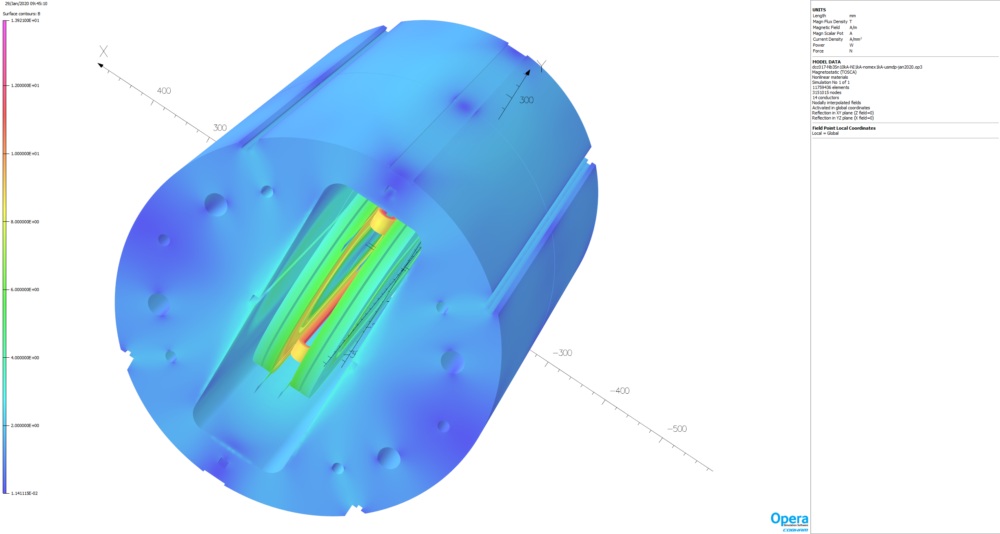 29/Jan/2020 09:45:10
Surface contours: B
1.392100E+01
1.200000E+01
1.000000E+01
8.000000E+00
6.000000E+00
4.000000E+00
2.000000E+00
1.141115E-02
X
400
300
Y
300
-300
-400
-500
UNITS
Length mm
Magn Flux Density T
Magnetic Field A/m
Magn Scalar Pot A
Current Density A/mm²
Power W
Force N
MODEL DATA
dcc017-Nb3Sn10kA-NI1kA-nomex1kA-usmdp-jan2020.op3
Magnetostatic (TOSCA)
Nonlinear materials
Simulation No 1 of 1
11759436 elements
3151015 nodes
14 conductors
Nodally interpolated fields
Activated in global coordinates
Reflection in XY plane (Z field=0)
Reflection in YZ plane (X field=0)
Field Point Local Coordinates
Local = Global
Opera
Simulation Software
COBHAM